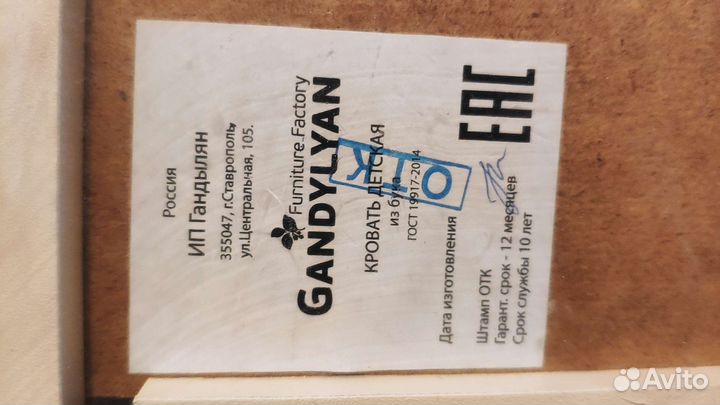 Россия
ИП Гандылян
355047, г.Ставрополь,
ул.Центральная, 105.
Furniture Factory
GANDYLYAN
КРОВАТЬ ДЕТСКАЯ
из бука
ГОСТ 19917-2014
ОТК
EAC
Дата изготовления
Штамп ОТК
Гарант. срок - 12 месяцев
Срок службы 10 лет
Avito